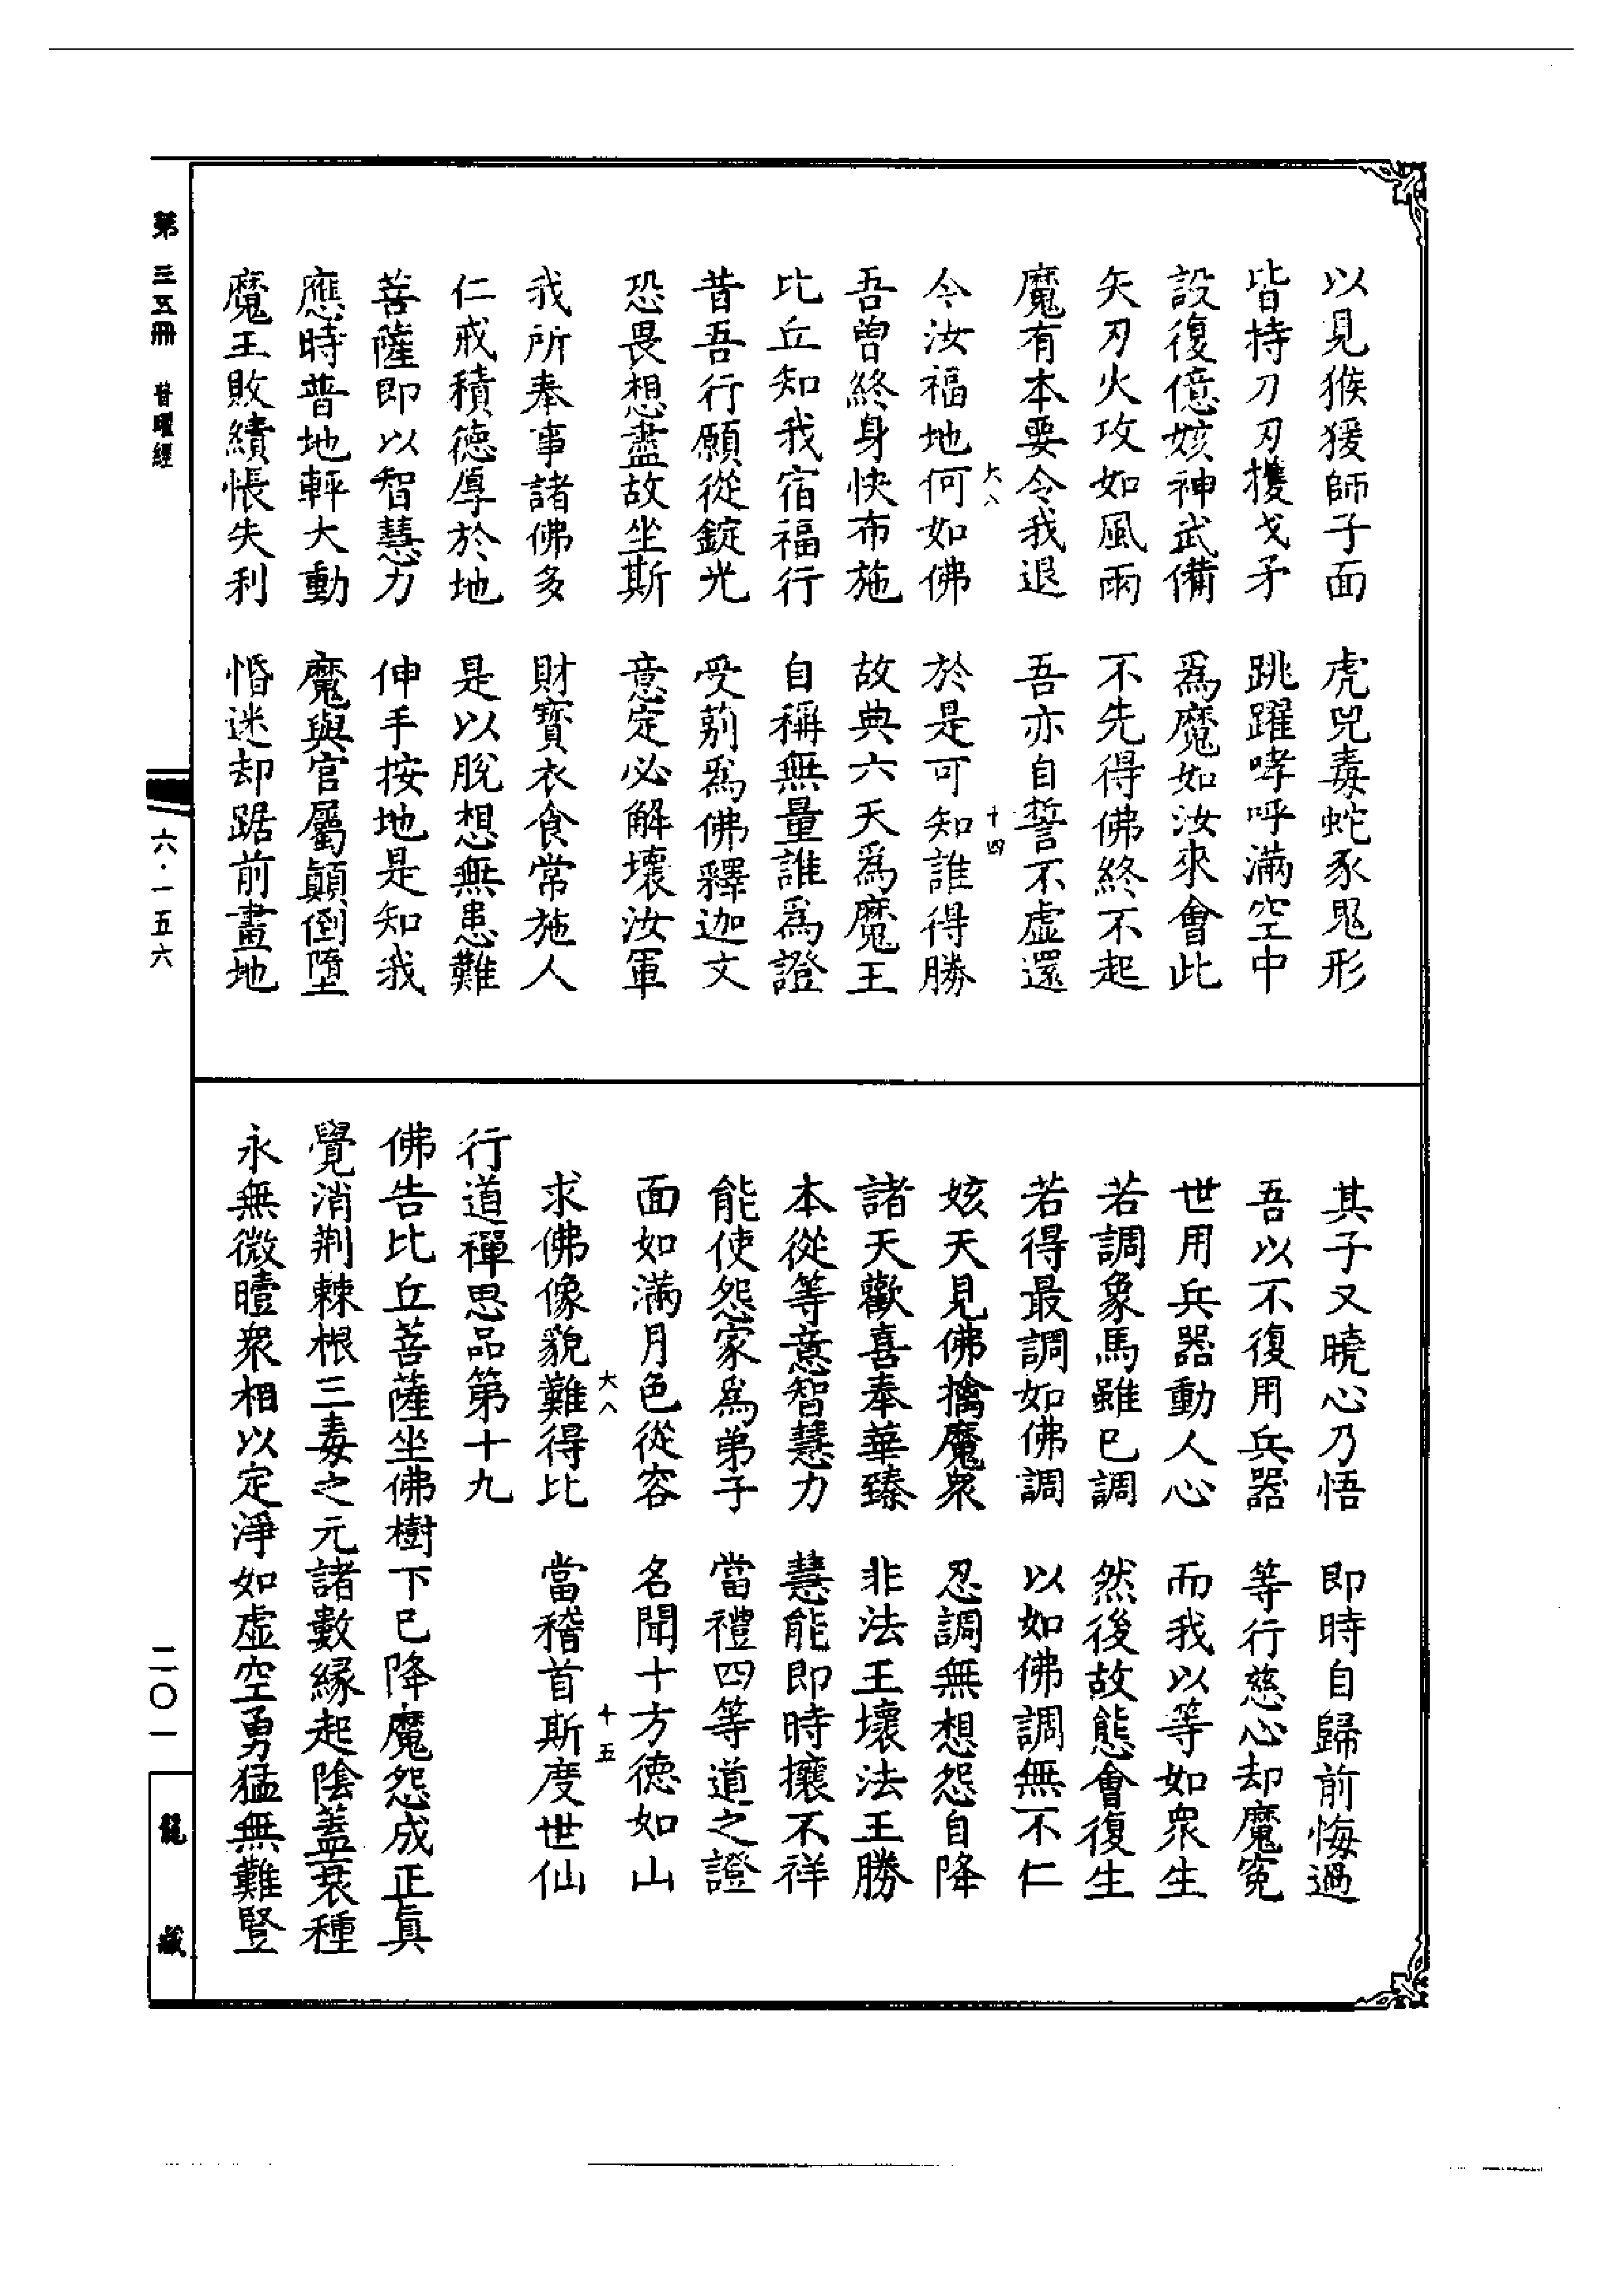 以見猴猨師子面　虎兕毒蛇豕鬼形
皆持刀刃攫戈矛　跳躍哮呼滿空中
設復億姟神武備　爲魔如汝來會此
矢刃火攻如風雨　不先得佛終不起
魔有本要令我退　吾亦自誓不虛還
大八　十四
今汝福地何如佛　於是可知誰得勝
吾曾終身快布施　故典六天爲魔王
比丘知我宿福行　自稱無量誰爲證
昔吾行願從錠光　受莂爲佛釋迦文
恐畏想盡故坐斯　意定必解壞汝軍
我所奉事諸佛多　財寶衣食常施人
仁戒積德厚於地　是以脫想無患難
菩薩即以智慧力　伸手按地是知我
應時普地軯大動　魔與官屬顚倒墮
魔王敗績悵失利　惛迷却踞前畫地
其子又曉心乃悟　即時自歸前悔過
吾以不復用兵器　等行慈心却魔寃
世用兵器動人心　而我以等如衆生
若調象馬雖已調　然後故態會復生
若得最調如佛調　以如佛調無不仁
姟天見佛擒魔衆　忍調無想怨自降
諸天歡喜奉華臻　非法王壞法王勝
本從等意智慧力　慧能即時攘不祥
能使怨家爲弟子　當禮四等道之證
面如滿月色從容　名聞十方德如山
大八　十五
求佛像貌難得比　當稽首斯度世仙
行道禪思品第十九
佛告比丘菩薩坐佛樹下已降魔怨成正眞
覺消荆棘根三毒之元諸數緣起陰蓋衰種
永無微曀衆相以定淨如虛空勇猛無難豎
第三五冊　普曜經
六·一五六
二〇一
龍藏